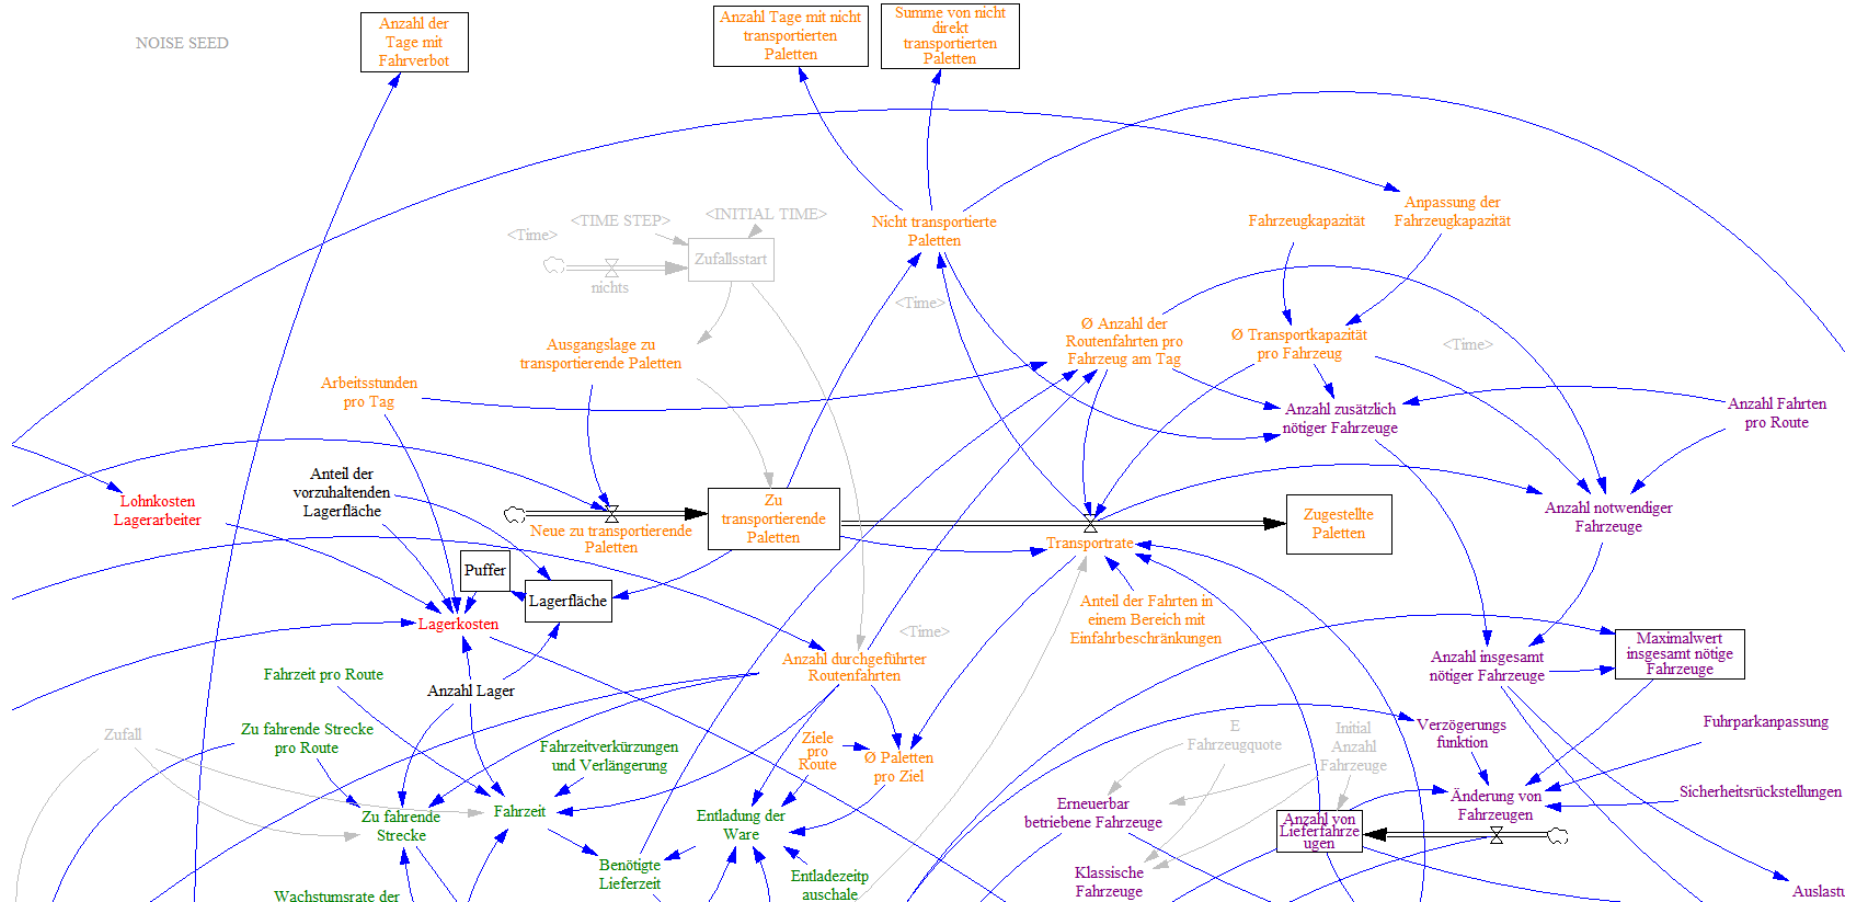 NOISE SEED
Anzahl der
Tage mit
Fahrverbot
Anzahl Tage mit nicht
transportierten
Paletten
Summe von nicht
direkt
transportierten
Paletten
<TIME STEP>
<INITIAL TIME>
<Time>
Zufallsstart
nichts
Nicht transportierte
Paletten
Fahrzeugkapazität
Anpassung der
Fahrzeugkapazität
<Time>
Ausgangslage zu
transportierende Paletten
Ø Anzahl der
Routenfahrten pro
Fahrzeug am Tag
Ø Transportkapazität
pro Fahrzeug
<Time>
Arbeitsstunden
pro Tag
Anzahl zusätzlich
nötiger Fahrzeuge
Anzahl Fahrten
pro Route
Anteil der
vorzuhaltenden
Lagerfläche
Lohnkosten
Lagerarbeiter
Neue zu transportierende
Paletten
Zu
transportierende
Paletten
Transportrate
Zugestellte
Paletten
Anzahl notwendiger
Fahrzeuge
Puffer
Lagerfläche
Lagerkosten
Anteil der Fahrten in
einem Bereich mit
Einfahrbeschränkungen
<Time>
Maximalwert
insgesamt nötige
Fahrzeuge
Anzahl durchgeführter
Routenfahrten
Anzahl insgesamt
nötiger Fahrzeuge
Fahrzeit pro Route
Anzahl Lager
Zufall
Zu fahrende Strecke
pro Route
Fahrzeitverkürzungen
und Verlängerung
Ziele
pro
Route
Ø Paletten
pro Ziel
E
Fahrzeugquote
Initial
Anzahl
Fahrzeuge
Verzögerungs
funktion
Fuhrparkanpassung
Zu fahrende
Strecke
Fahrzeit
Entladung der
Ware
Erneuerbar
betriebene Fahrzeuge
Anzahl von
Lieferfahrze
ugen
Änderung von
Fahrzeugen
Sicherheitsrückstellungen
Benötigte
Lieferzeit
Entladezeitp
auschale
Klassische
Fahrzeuge
Wachstumsrate der
Auslastu